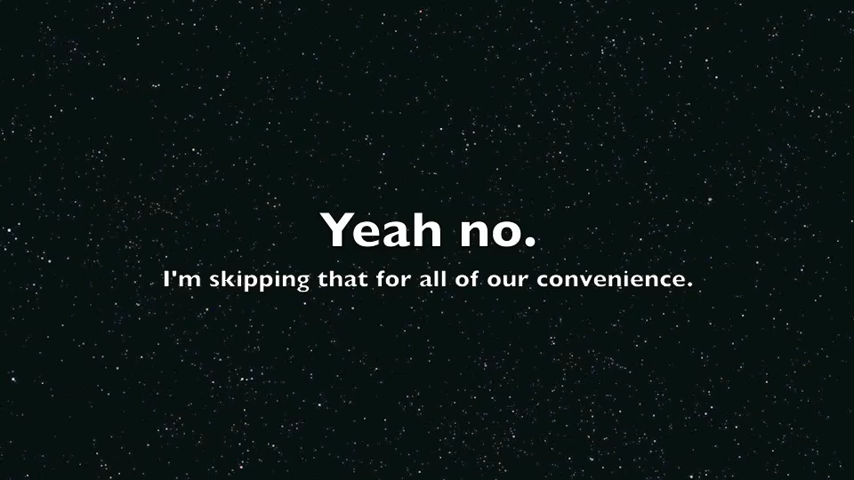 Yeah no.
I'm skipping that for all of our convenience.